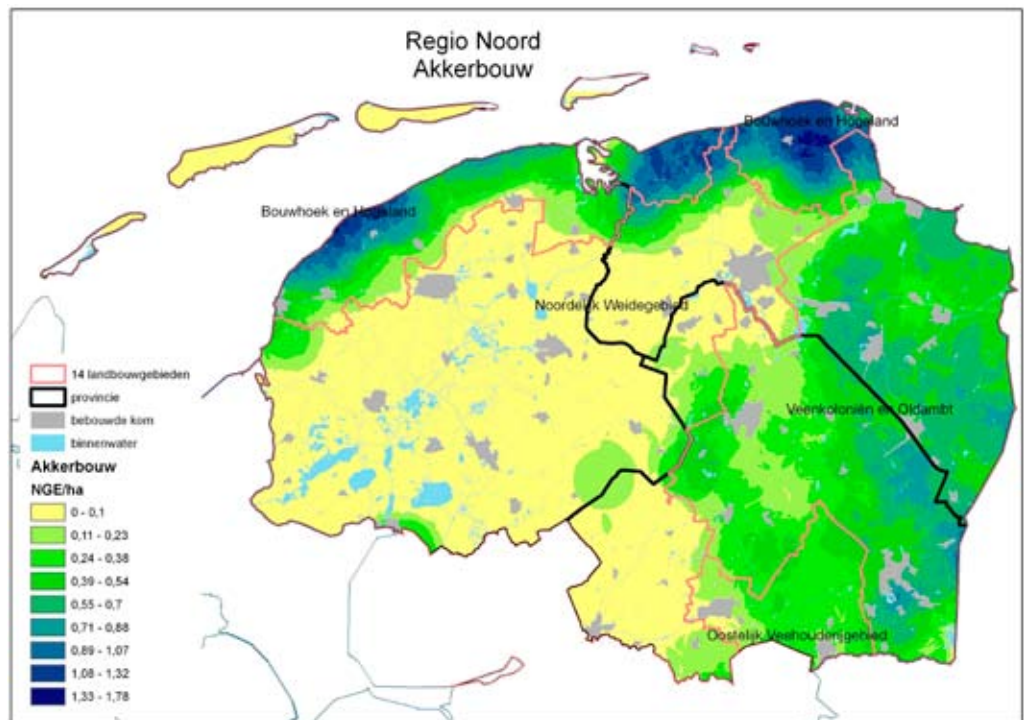 Regio Noord
Akkerbouw
Bouwhoek en Hogeland
Bouwhoek en Hogeland
Noordelijk Weidegebied
14 landbouwgebieden
provincie
bebouwde kom
binnenwater
Veenkoloniën en Oldambt
Akkerbouw
NGE/ha
0 - 0,1
0,11 - 0,23
0,24 - 0,38
0,39 - 0,54
0,55 - 0,7
0,71 - 0,88
0,89 - 1,07
1,08 - 1,32
1,33 - 1,78
Oostelijk Veehouderijgebied